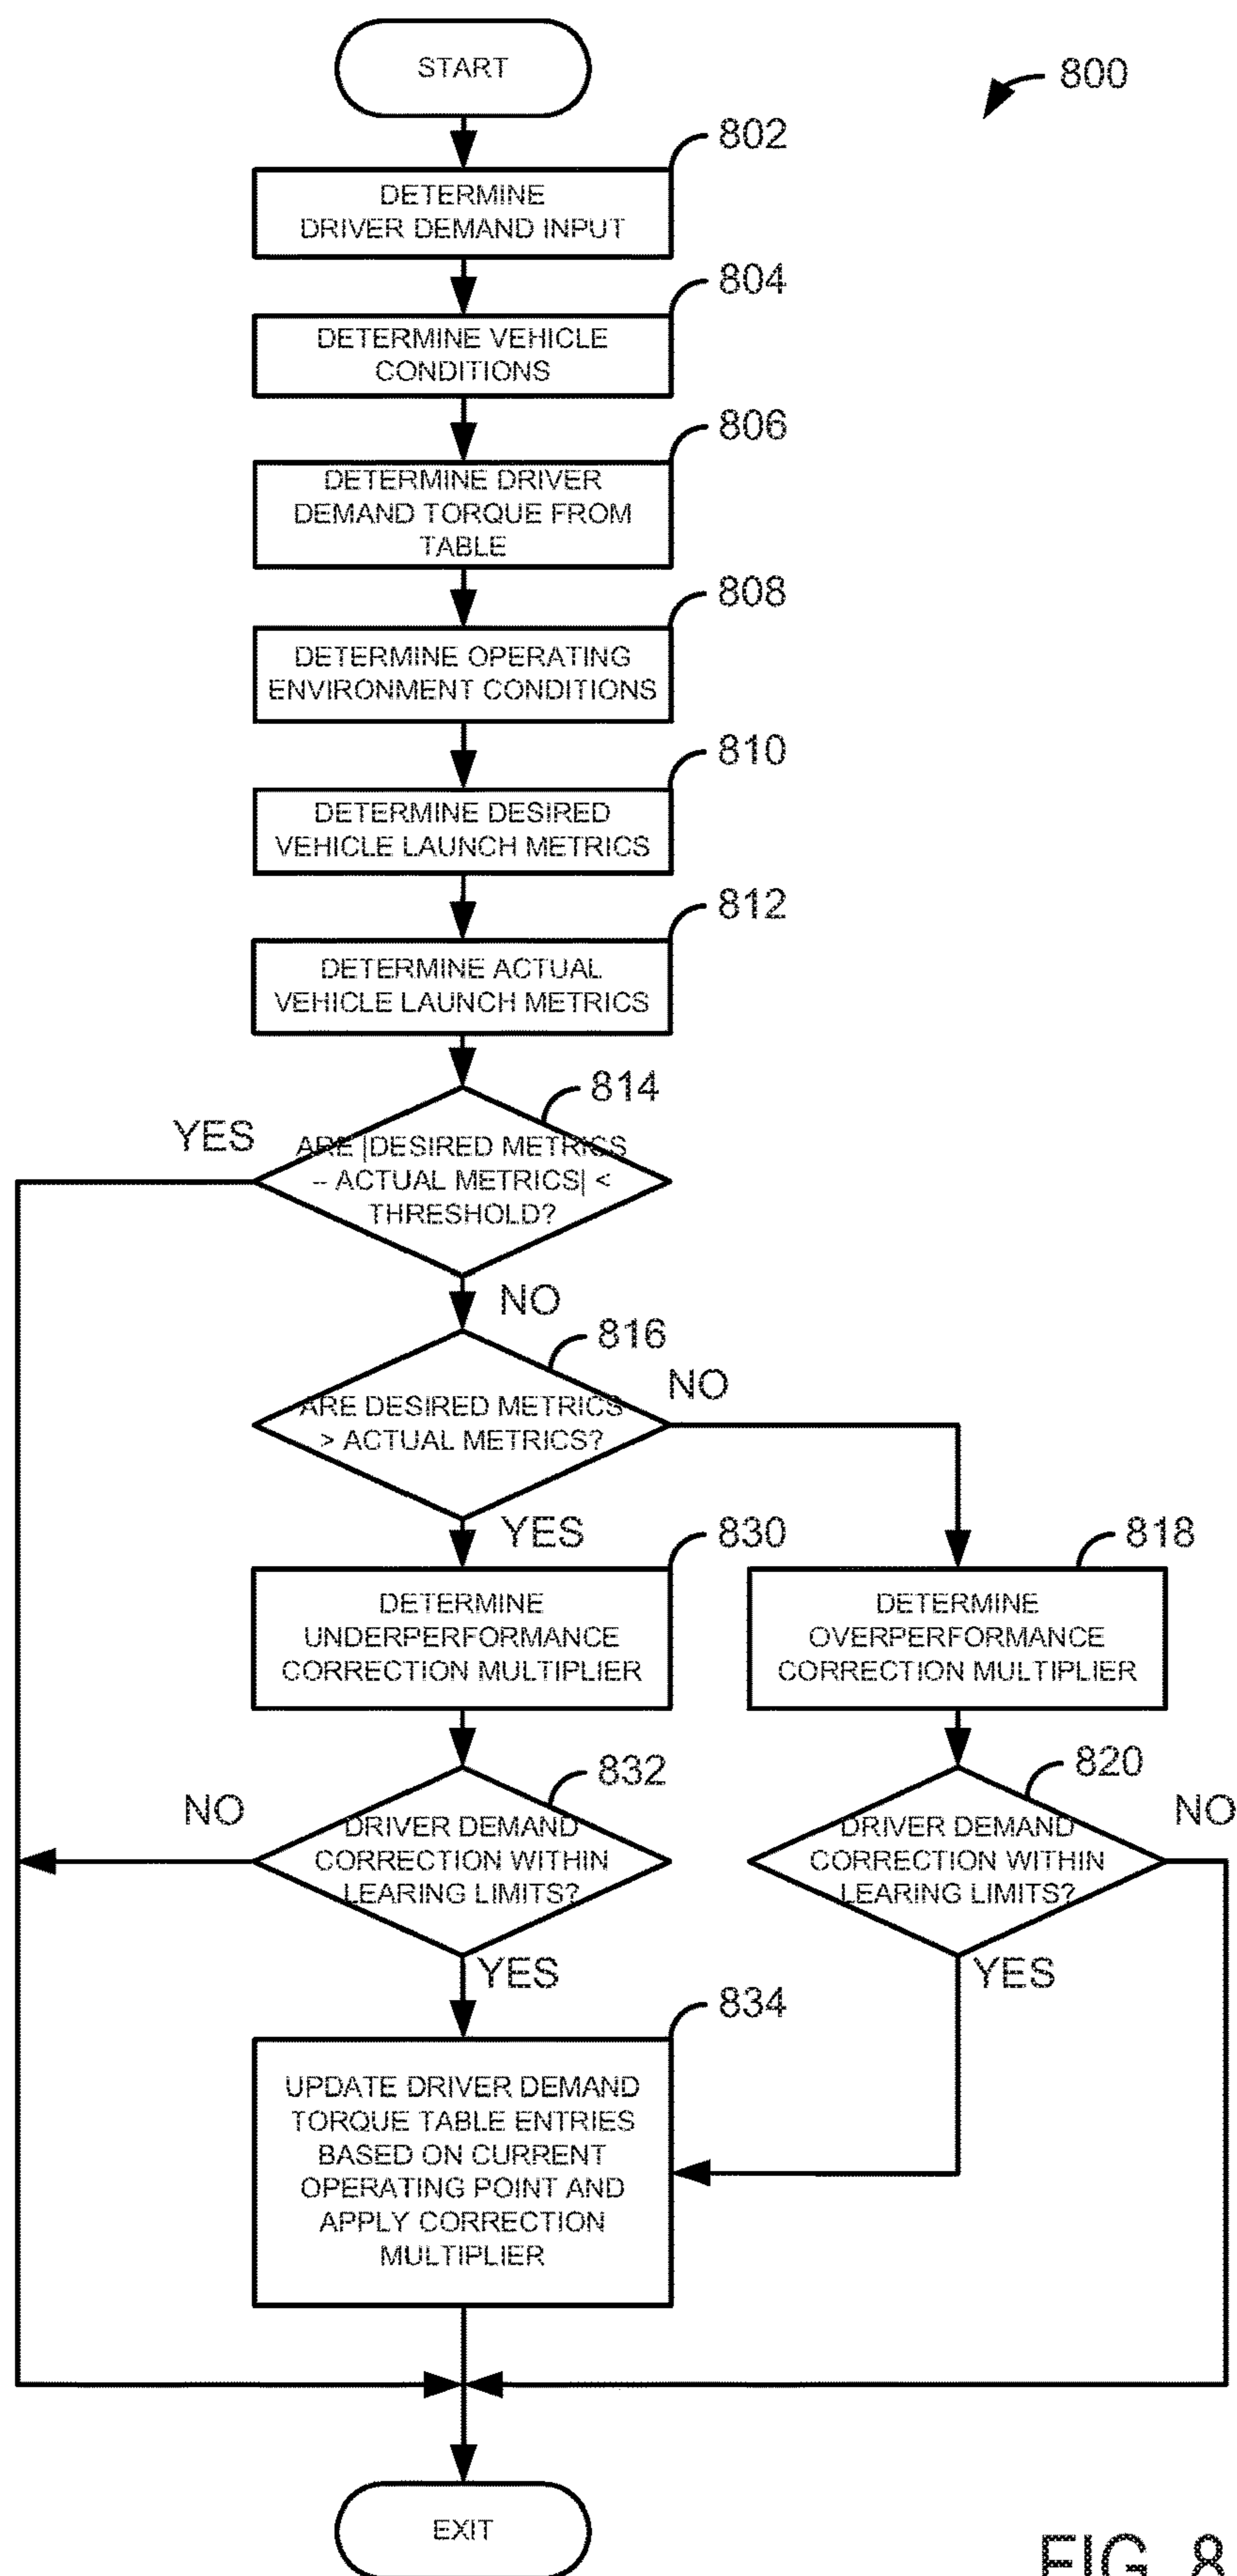 START
800
802
DETERMINE
DRIVER DEMAND INPUT
804
DETERMINE VEHICLE
CONDITIONS
806
DETERMINE DRIVER
DEMAND TORQUE FROM
TABLE
808
DETERMINE OPERATING
ENVIRONMENT CONDITIONS
810
DETERMINE DESIRED
VEHICLE LAUNCH METRICS
812
DETERMINE ACTUAL
VEHICLE LAUNCH METRICS
814
YES
ARE |DESIRED METRICS
-- ACTUAL METRICS| <
THRESHOLD?
NO
816
NO
ARE DESIRED METRICS
> ACTUAL METRICS?
YES
830
DETERMINE
UNDERPERFORMANCE
CORRECTION MULTIPLIER
818
DETERMINE
OVERPERFORMANCE
CORRECTION MULTIPLIER
832
NO
DRIVER DEMAND
CORRECTION WITHIN
LEARING LIMITS?
YES
820
NO
DRIVER DEMAND
CORRECTION WITHIN
LEARING LIMITS?
YES
834
UPDATE DRIVER DEMAND
TORQUE TABLE ENTRIES
BASED ON CURRENT
OPERATING POINT AND
APPLY CORRECTION
MULTIPLIER
EXIT
FIG. 8